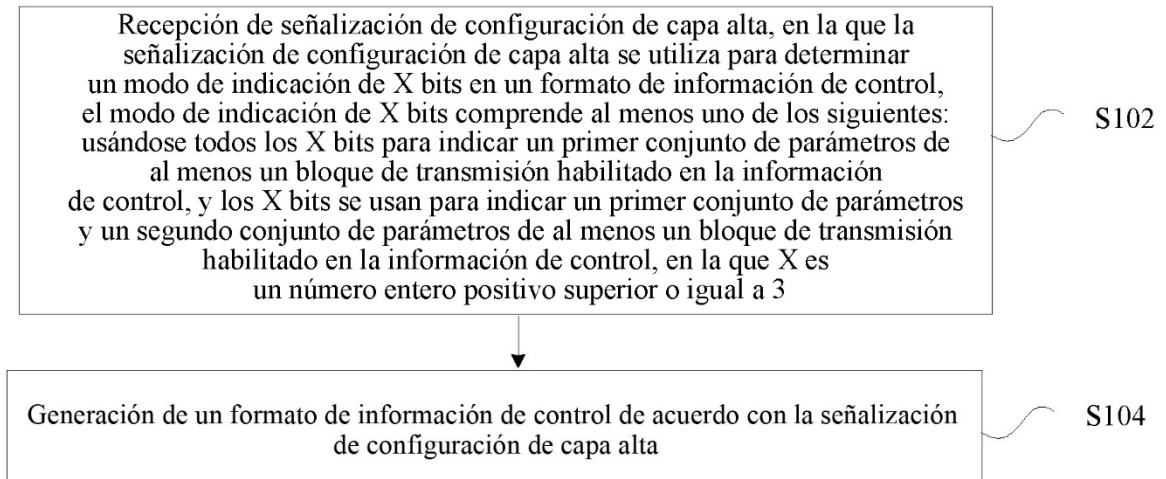 Recepción de señalización de configuración de capa alta, en la que la
señalización de configuración de capa alta se utiliza para determinar
un modo de indicación de X bits en un formato de información de control,
el modo de indicación de X bits comprende al menos uno de los siguientes:
usándose todos los X bits para indicar un primer conjunto de parámetros de
al menos un bloque de transmisión habilitado en la información
de control, y los X bits se usan para indicar un primer conjunto de parámetros
y un segundo conjunto de parámetros de al menos un bloque de transmisión
habilitado en la información de control, en la que X es
un número entero positivo superior o igual a 3
S102
Generación de un formato de información de control de acuerdo con la señalización
de configuración de capa alta
S104